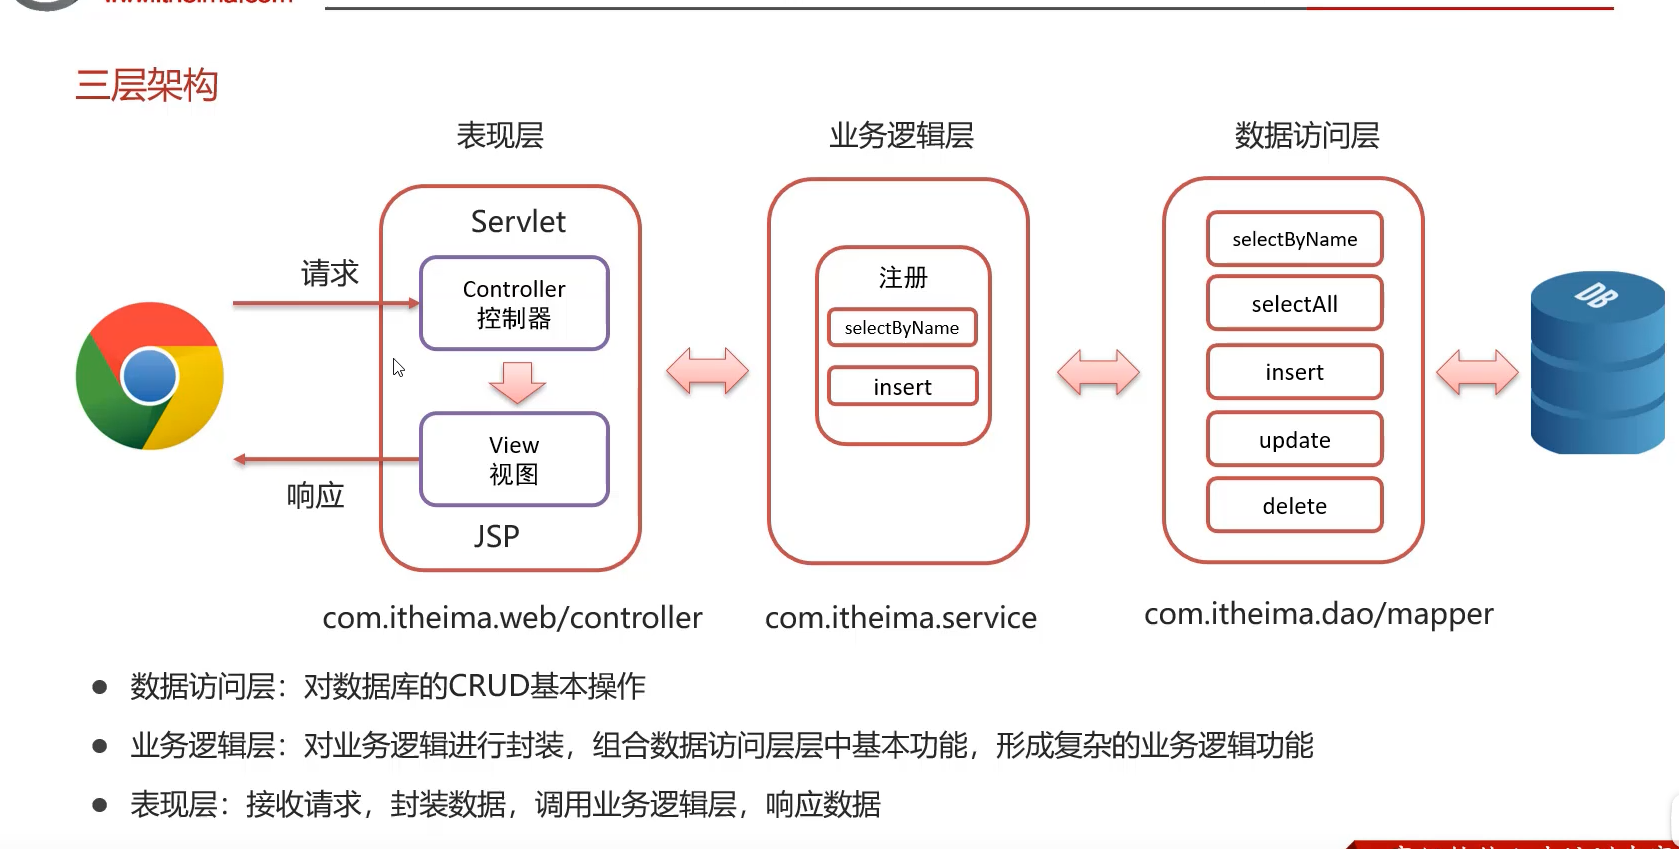 三层架构
表现层
业务逻辑层
数据访问层
Servlet
请求
Controller
控制器
View
视图
响应
JSP
注册
selectByName
insert
selectByName
selectAll
insert
update
delete
DB
com.itheima.web/controller
com.itheima.service
com.itheima.dao/mapper
数据访问层：对数据库的CRUD基本操作
业务逻辑层：对业务逻辑进行封装，组合数据访问层层中基本功能，形成复杂的业务逻辑功能
表现层：接收请求，封装数据，调用业务逻辑层，响应数据